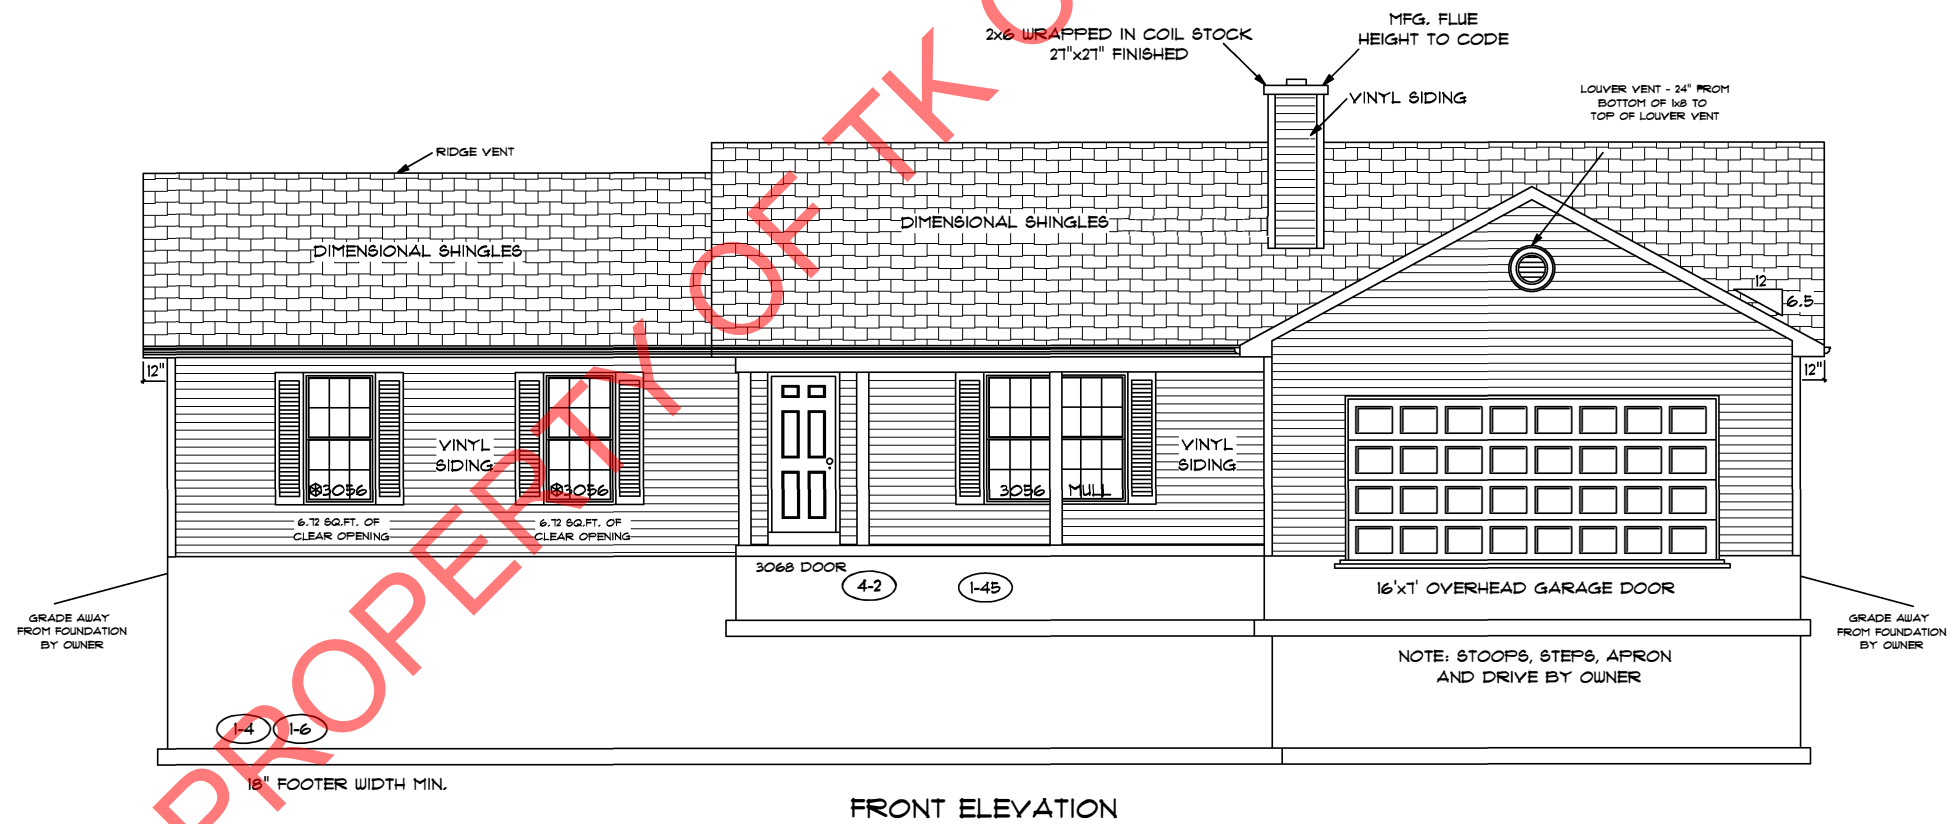 2x6 WRAPPED IN COIL STOCK
27"x27" FINISHED
MFG. FLUE
HEIGHT TO CODE
VINYL SIDING
LOUVER VENT - 24" FROM
BOTTOM OF 1x8 TO
TOP OF LOUVER VENT
RIDGE VENT
DIMENSIONAL SHINGLES
DIMENSIONAL SHINGLES
12
6.5
12"
12"
VINYL
SIDING
VINYL
SIDING
3056
3056
3056 MULL
6.72 SQ.FT. OF
CLEAR OPENING
6.72 SQ.FT. OF
CLEAR OPENING
3068 DOOR
4-2
1-45
16'x7' OVERHEAD GARAGE DOOR
GRADE AWAY
FROM FOUNDATION
BY OWNER
GRADE AWAY
FROM FOUNDATION
BY OWNER
NOTE: STOOPS, STEPS, APRON
AND DRIVE BY OWNER
1-4
1-6
18" FOOTER WIDTH MIN.
FRONT ELEVATION
PROPERTY OF TK